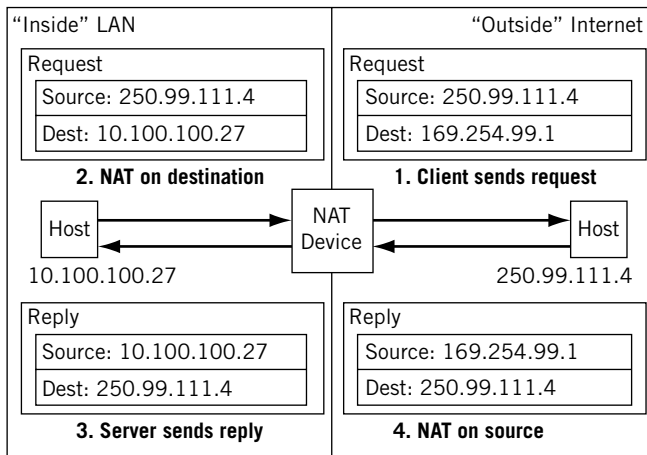 “Inside” LAN
“Outside” Internet
Request
Source: 250.99.111.4
Dest: 10.100.100.27
2. NAT on destination
Request
Source: 250.99.111.4
Dest: 169.254.99.1
1. Client sends request
Host
10.100.100.27
NAT
Device
Host
250.99.111.4
Reply
Source: 10.100.100.27
Dest: 250.99.111.4
3. Server sends reply
Reply
Source: 169.254.99.1
Dest: 250.99.111.4
4. NAT on source